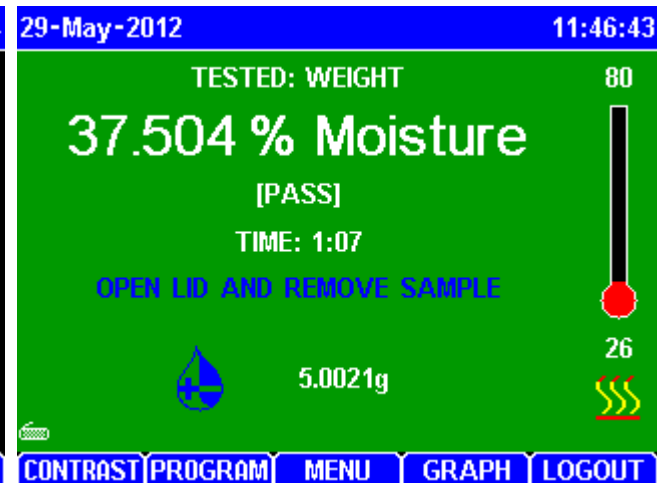 29-May-2012 11:46:43
TESTED: WEIGHT 80
37.504 % Moisture
[PASS]
TIME: 1:07
OPEN LID AND REMOVE SAMPLE
26
5.0021g
CONTRAST PROGRAM MENU GRAPH LOGOUT